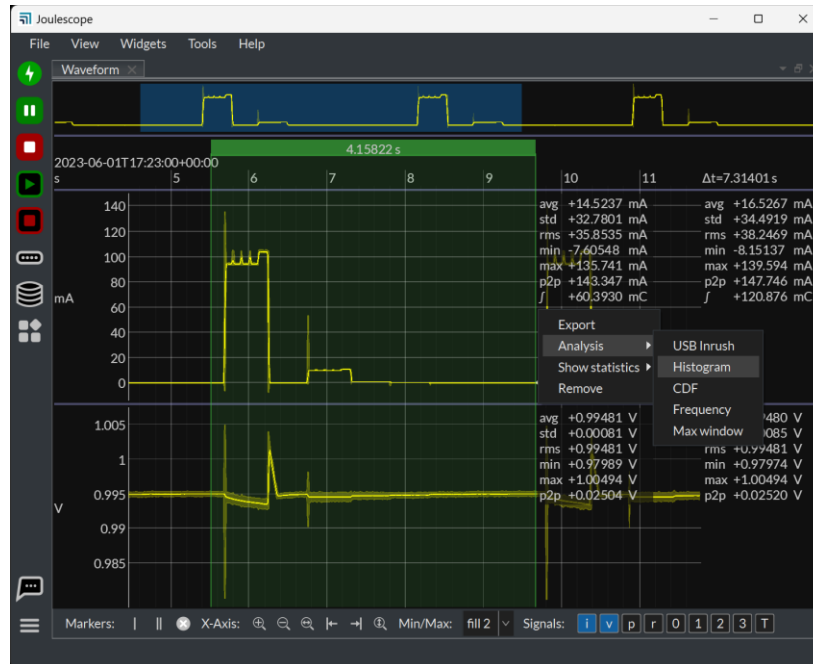 Joulescope
File View Widgets Tools Help
Waveform
4.15822 s
2023-06-01T17:23:00+00:00
s 5 6 7 8 9 10 11 Δt=7.31401 s
140
120
100
80
mA
60
40
20
0
avg +14.5237 mA
std +32.7801 mA
rms +35.8535 mA
min -7.60548 mA
max +135.741 mA
p2p +143.347 mA
∫ +60.3930 mC
avg +16.5267 mA
std +34.4919 mA
rms +38.2469 mA
min -8.15137 mA
max +139.594 mA
p2p +147.746 mA
∫ +120.876 mC
Export
Analysis
Show statistics
Remove
USB Inrush
Histogram
CDF
Frequency
Max window
1.005
1
0.995
V
0.99
0.985
avg +0.99481 V
std +0.00081 V
rms +0.99481 V
min +0.97989 V
max +1.00494 V
p2p +0.02504 V
480 V
085 V
rms +0.99481 V
min +0.97974 V
max +1.00494 V
p2p +0.02520 V
Markers: X-Axis: Min/Max: fill 2 Signals: i v p r 0 1 2 3 T